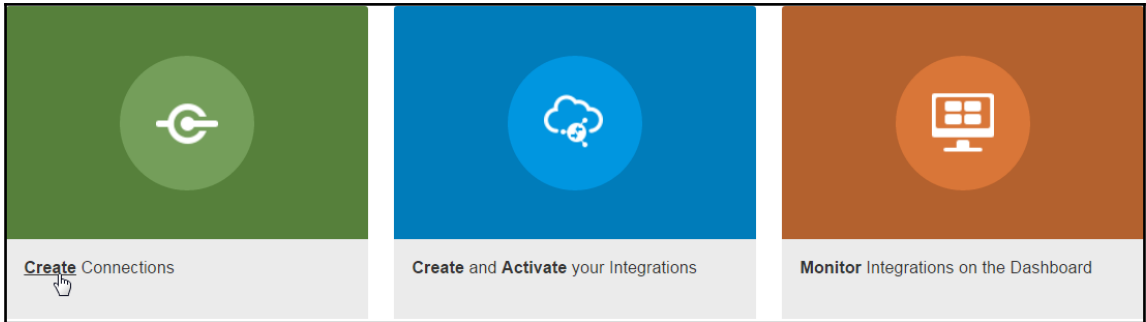 Create Connections
Create and Activate your Integrations
Monitor Integrations on the Dashboard